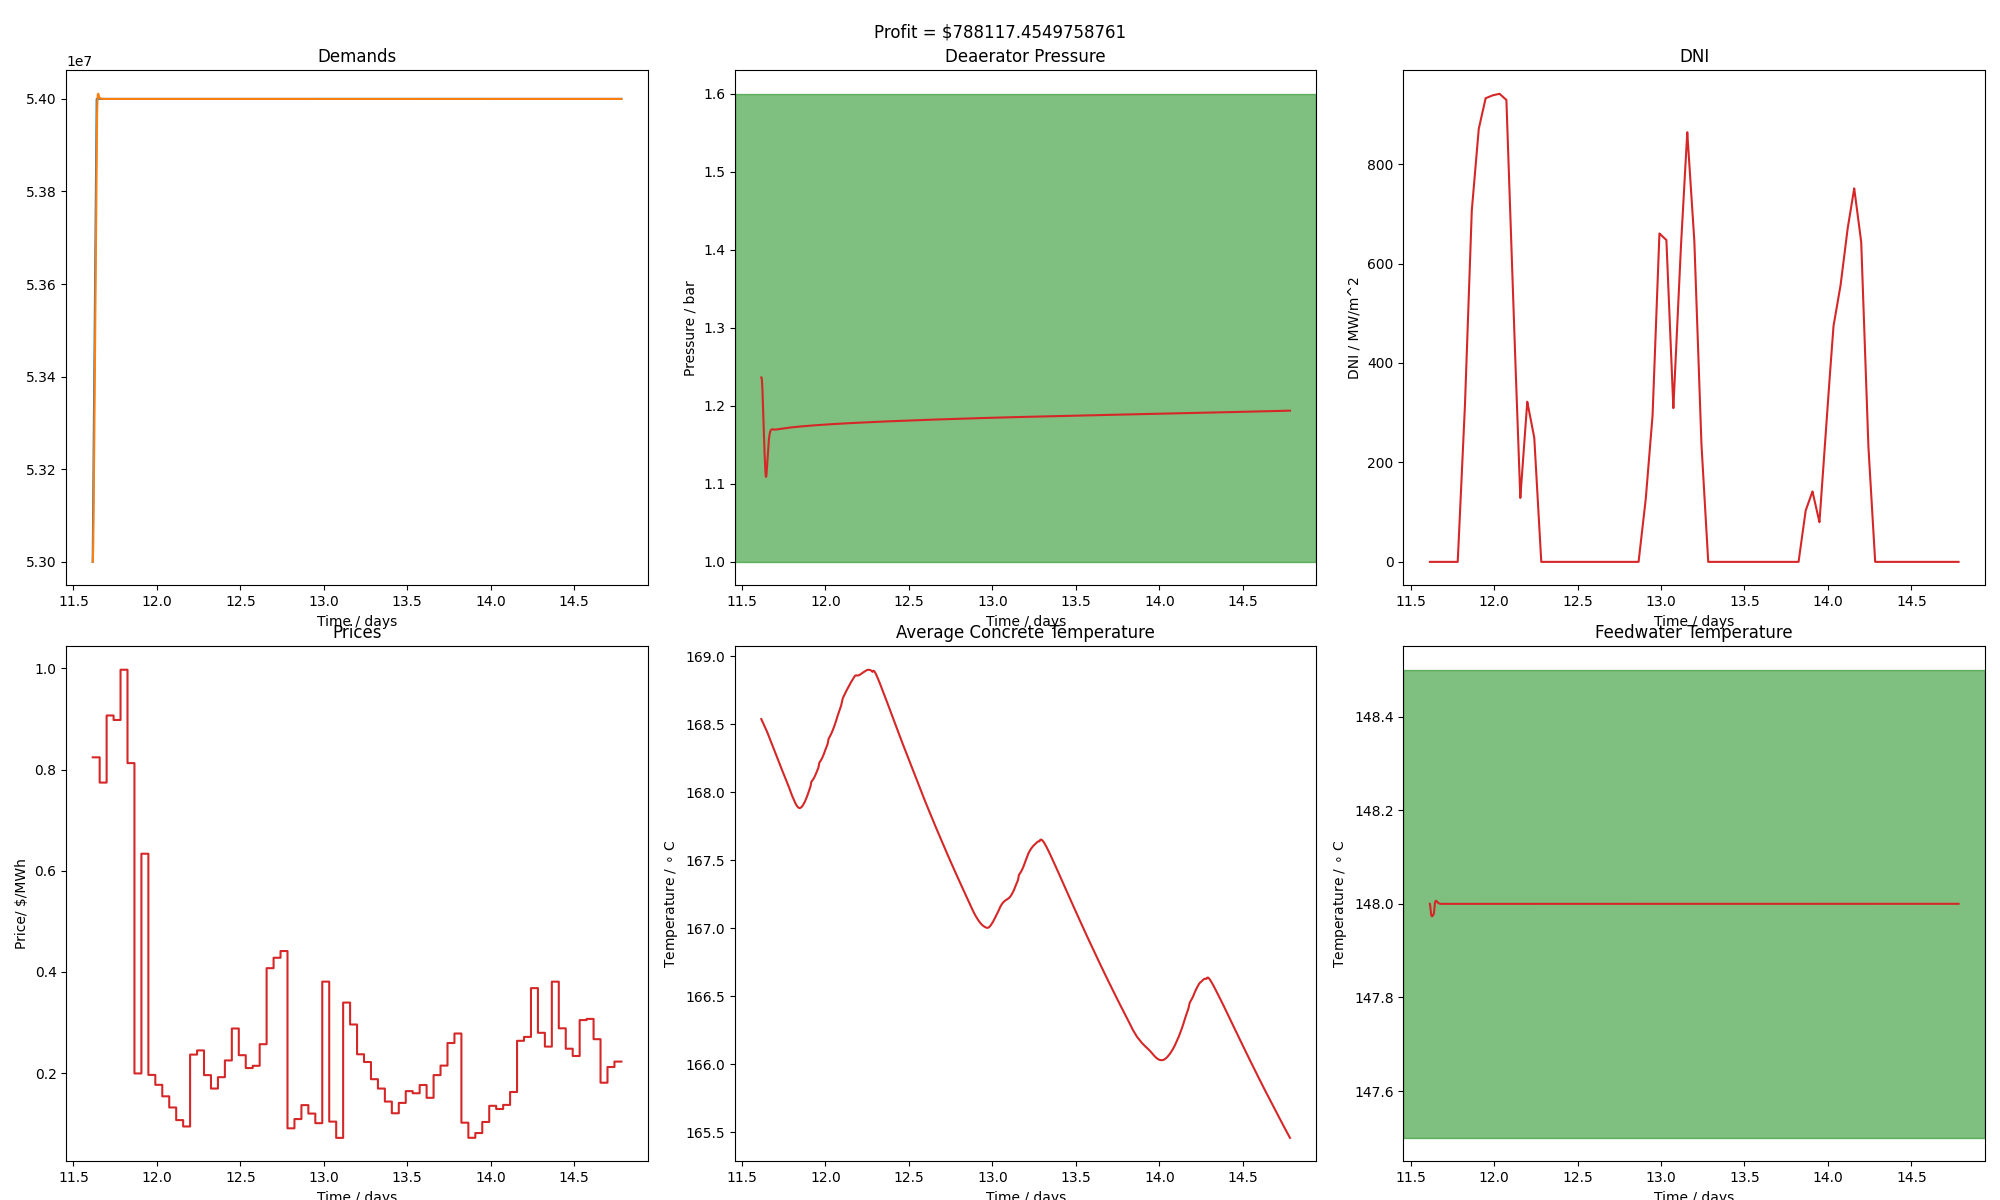 Profit = $788117.4549758761
Demands
1e7
5.40
5.38
5.36
5.34
5.32
5.30
11.5 12.0 12.5 13.0 13.5 14.0 14.5
Time / days
Deaerator Pressure
Pressure / bar
1.6
1.5
1.4
1.3
1.2
1.1
1.0
11.5 12.0 12.5 13.0 13.5 14.0 14.5
Time / days
DNI
DNI / MW/m^2
800
600
400
200
0
11.5 12.0 12.5 13.0 13.5 14.0 14.5
Time / days
Prices
Price/ $/MWh
1.0
0.8
0.6
0.4
0.2
11.5 12.0 12.5 13.0 13.5 14.0 14.5
Time / days
Average Concrete Temperature
Temperature / ∘ C
169.0
168.5
168.0
167.5
167.0
166.5
166.0
165.5
11.5 12.0 12.5 13.0 13.5 14.0 14.5
Time / days
Feedwater Temperature
Temperature / ∘ C
148.4
148.2
148.0
147.8
147.6
11.5 12.0 12.5 13.0 13.5 14.0 14.5
Time / days